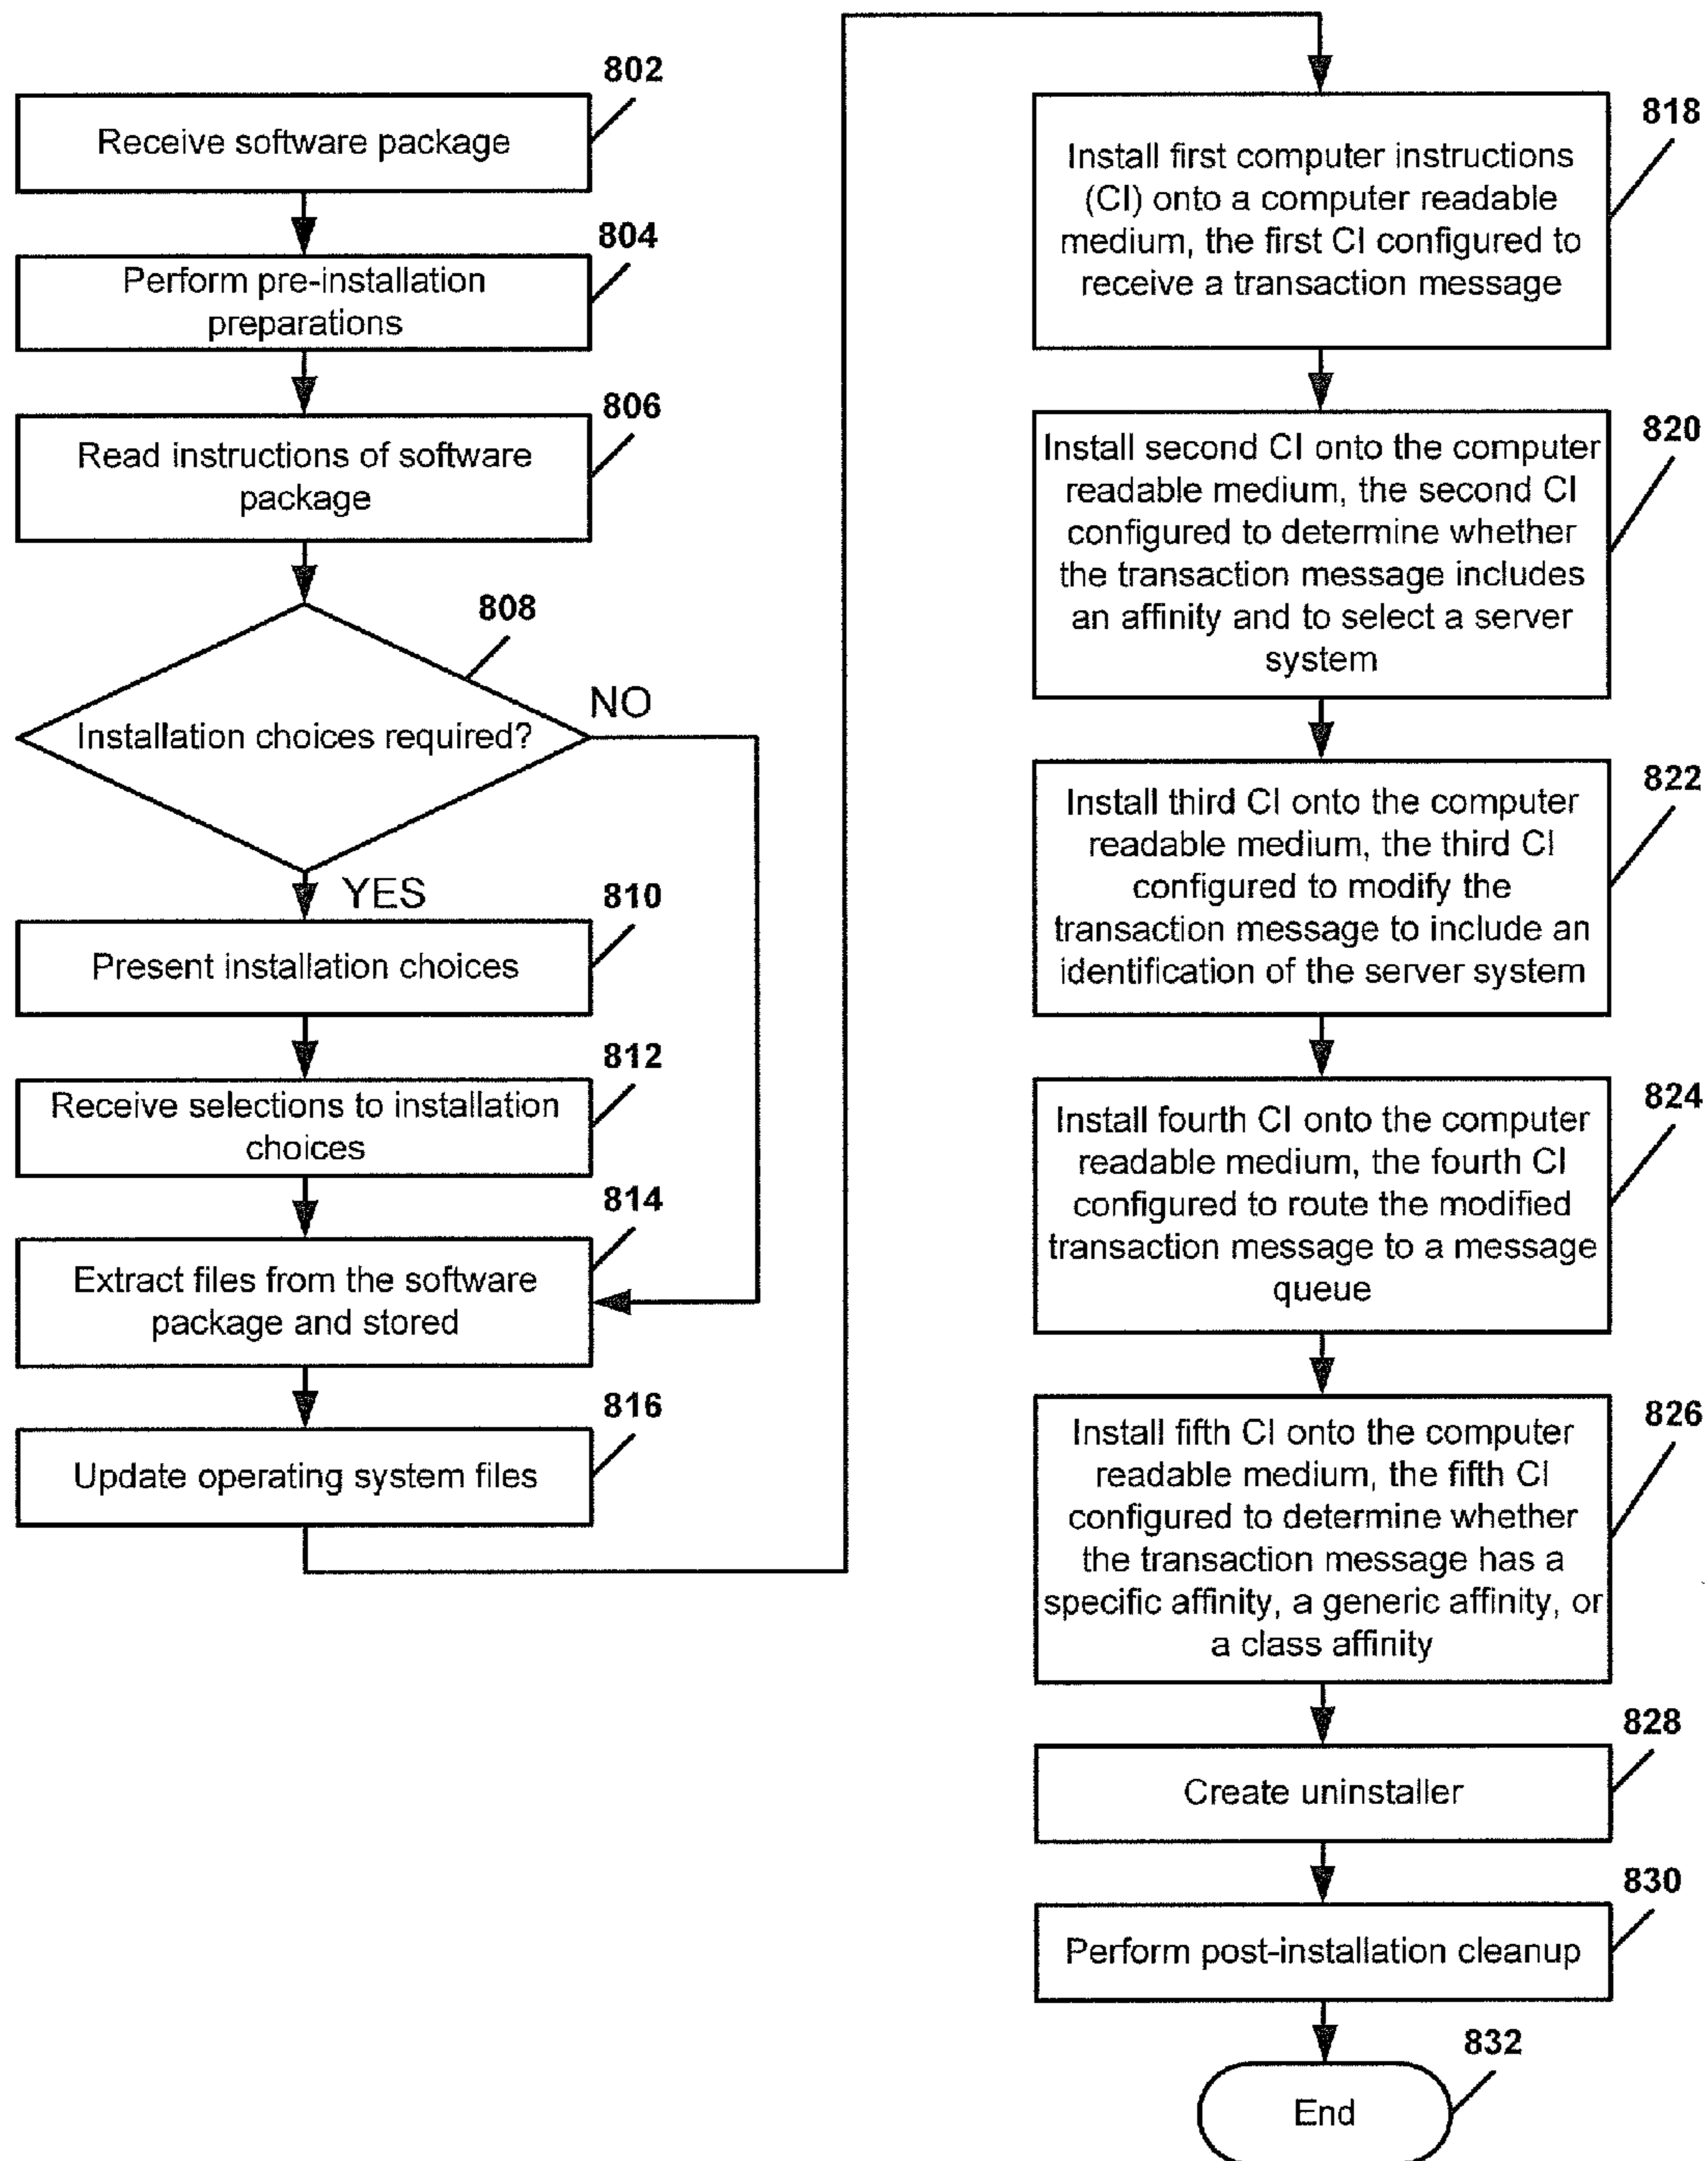 802
Receive software package
804
Perform pre-installation
preparations
806
Read instructions of software
package
808
Installation choices required?
NO
YES
810
Present installation choices
812
Receive selections to installation
choices
814
Extract files from the software
package and stored
816
Update operating system files
818
Install first computer instructions
(CI) onto a computer readable
medium, the first CI configured to
receive a transaction message
820
Install second CI onto the computer
readable medium, the second CI
configured to determine whether
the transaction message includes
an affinity and to select a server
system
822
Install third CI onto the computer
readable medium, the third CI
configured to modify the
transaction message to include an
identification of the server system
824
Install fourth CI onto the computer
readable medium, the fourth CI
configured to route the modified
transaction message to a message
queue
826
Install fifth CI onto the computer
readable medium, the fifth CI
configured to determine whether
the transaction message has a
specific affinity, a generic affinity, or
a class affinity
828
Create uninstaller
830
Perform post-installation cleanup
832
End